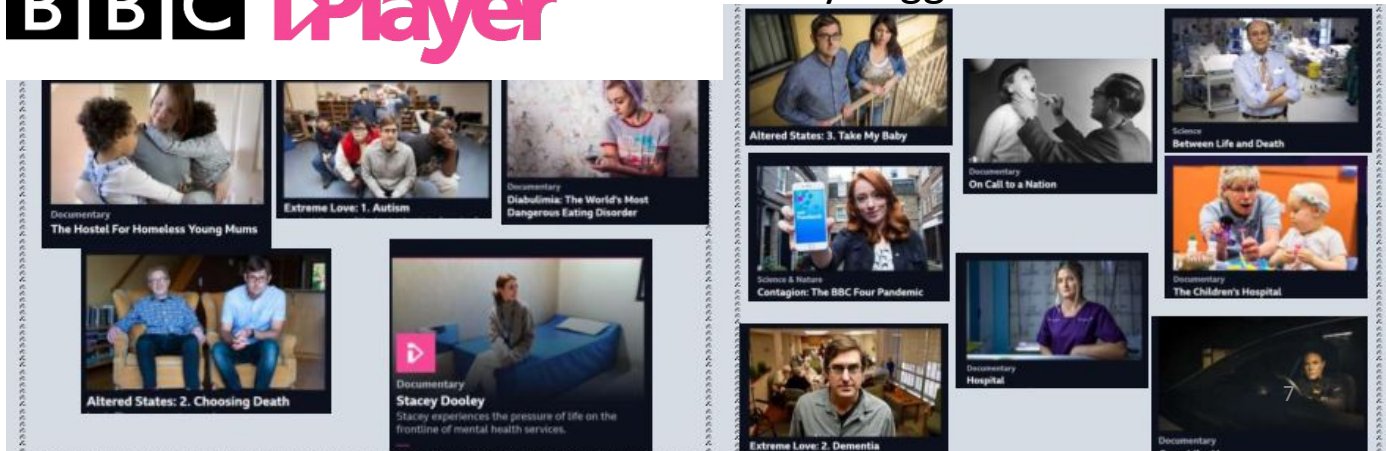 BBC iPlayer
Documentary
The Hostel For Homeless Young Mums
Extreme Love: 1. Autism
Documentary
Diabulimia: The World's Most
Dangerous Eating Disorder
Altered States: 2. Choosing Death
Documentary
Stacey Dooley
Stacey experiences the pressure of life on the
frontline of mental health services.
Altered States: 3. Take My Baby
Documentary
On Call to a Nation
Science
Between Life and Death
Science & Nature
Contagion: The BBC Four Pandemic
Documentary
The Children's Hospital
Extreme Love: 2. Dementia
Documentary
Hospital
7
Documentary